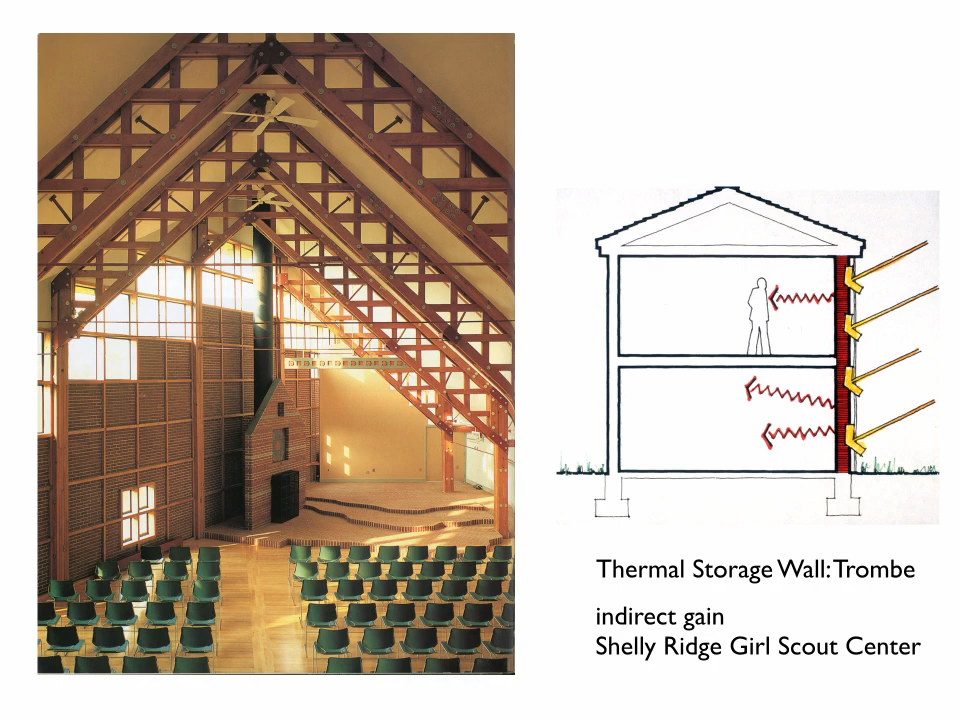 Thermal Storage Wall: Trombe
indirect gain
Shelly Ridge Girl Scout Center